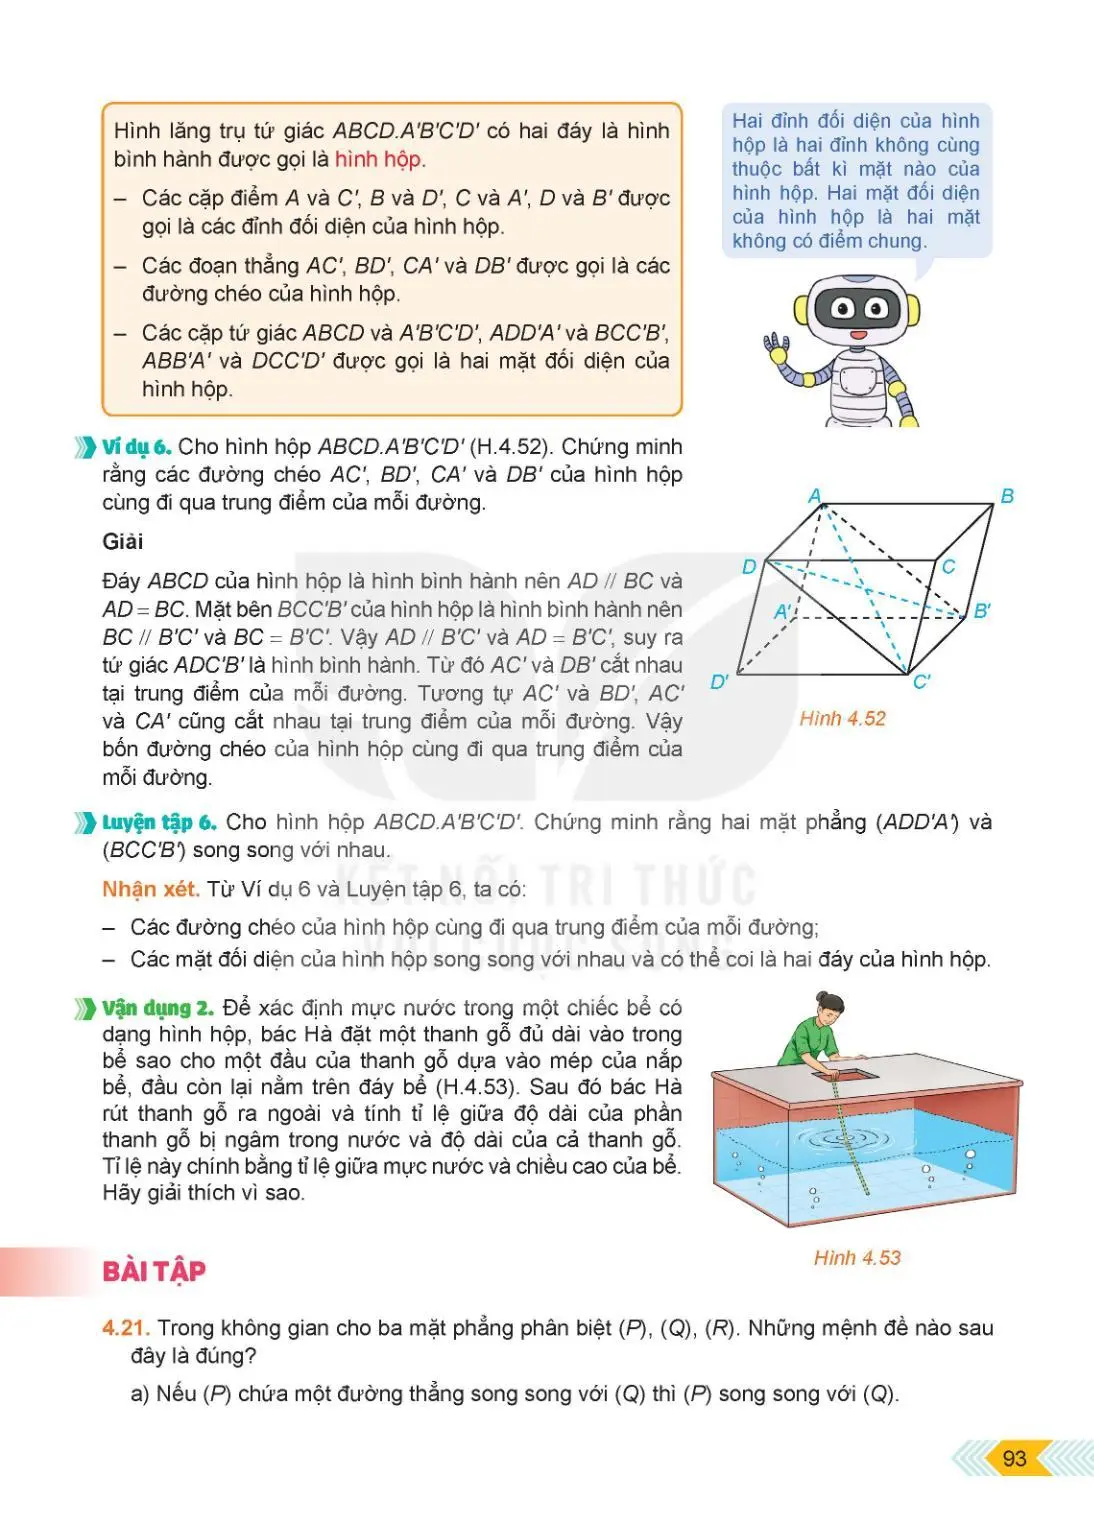 Hình lăng trụ tứ giác ABCD.A'B'C'D' có hai đáy là hình
bình hành được gọi là hình hộp.
– Các cặp điểm A và C', B và D', C và A', D và B' được
gọi là các đỉnh đối diện của hình hộp.
– Các đoạn thẳng AC', BD', CA' và DB' được gọi là các
đường chéo của hình hộp.
– Các cặp tứ giác ABCD và A'B'C'D', ADD'A' và BCC'B',
ABB'A' và DCC'D' được gọi là hai mặt đối diện của
hình hộp.
Hai đỉnh đối diện của hình
hộp là hai đỉnh không cùng
thuộc bất kì mặt nào của
hình hộp. Hai mặt đối diện
của hình hộp là hai mặt
không có điểm chung.
Ví dụ 6. Cho hình hộp ABCD.A'B'C'D' (H.4.52). Chứng minh
rằng các đường chéo AC', BD', CA' và DB' của hình hộp
cùng đi qua trung điểm của mỗi đường.
Giải
Đáy ABCD của hình hộp là hình bình hành nên AD // BC và
AD = BC. Mặt bên BCC'B' của hình hộp là hình bình hành nên
BC // B'C' và BC = B'C'. Vậy AD // B'C' và AD = B'C', suy ra
tứ giác ADC'B' là hình bình hành. Từ đó AC' và DB' cắt nhau
tại trung điểm của mỗi đường. Tương tự AC' và BD', AC'
và CA' cũng cắt nhau tại trung điểm của mỗi đường. Vậy
bốn đường chéo của hình hộp cùng đi qua trung điểm của
mỗi đường.
A
B
D
C
A'
B'
D'
C'
Hình 4.52
Luyện tập 6. Cho hình hộp ABCD.A'B'C'D'. Chứng minh rằng hai mặt phẳng (ADD'A') và
(BCC'B') song song với nhau.
KẾT NỐI TRI THỨC
VỚI CUỘC SỐNG
Nhận xét. Từ Ví dụ 6 và Luyện tập 6, ta có:
– Các đường chéo của hình hộp cùng đi qua trung điểm của mỗi đường;
– Các mặt đối diện của hình hộp song song với nhau và có thể coi là hai đáy của hình hộp.
Vận dụng 2. Để xác định mực nước trong một chiếc bể có
dạng hình hộp, bác Hà đặt một thanh gỗ đủ dài vào trong
bể sao cho một đầu của thanh gỗ dựa vào mép của nắp
bể, đầu còn lại nằm trên đáy bể (H.4.53). Sau đó bác Hà
rút thanh gỗ ra ngoài và tính tỉ lệ giữa độ dài của phần
thanh gỗ bị ngâm trong nước và độ dài của cả thanh gỗ.
Tỉ lệ này chính bằng tỉ lệ giữa mực nước và chiều cao của bể.
Hãy giải thích vì sao.
Hình 4.53
BÀI TẬP
4.21. Trong không gian cho ba mặt phẳng phân biệt (P), (Q), (R). Những mệnh đề nào sau
đây là đúng?
a) Nếu (P) chứa một đường thẳng song song với (Q) thì (P) song song với (Q).
93